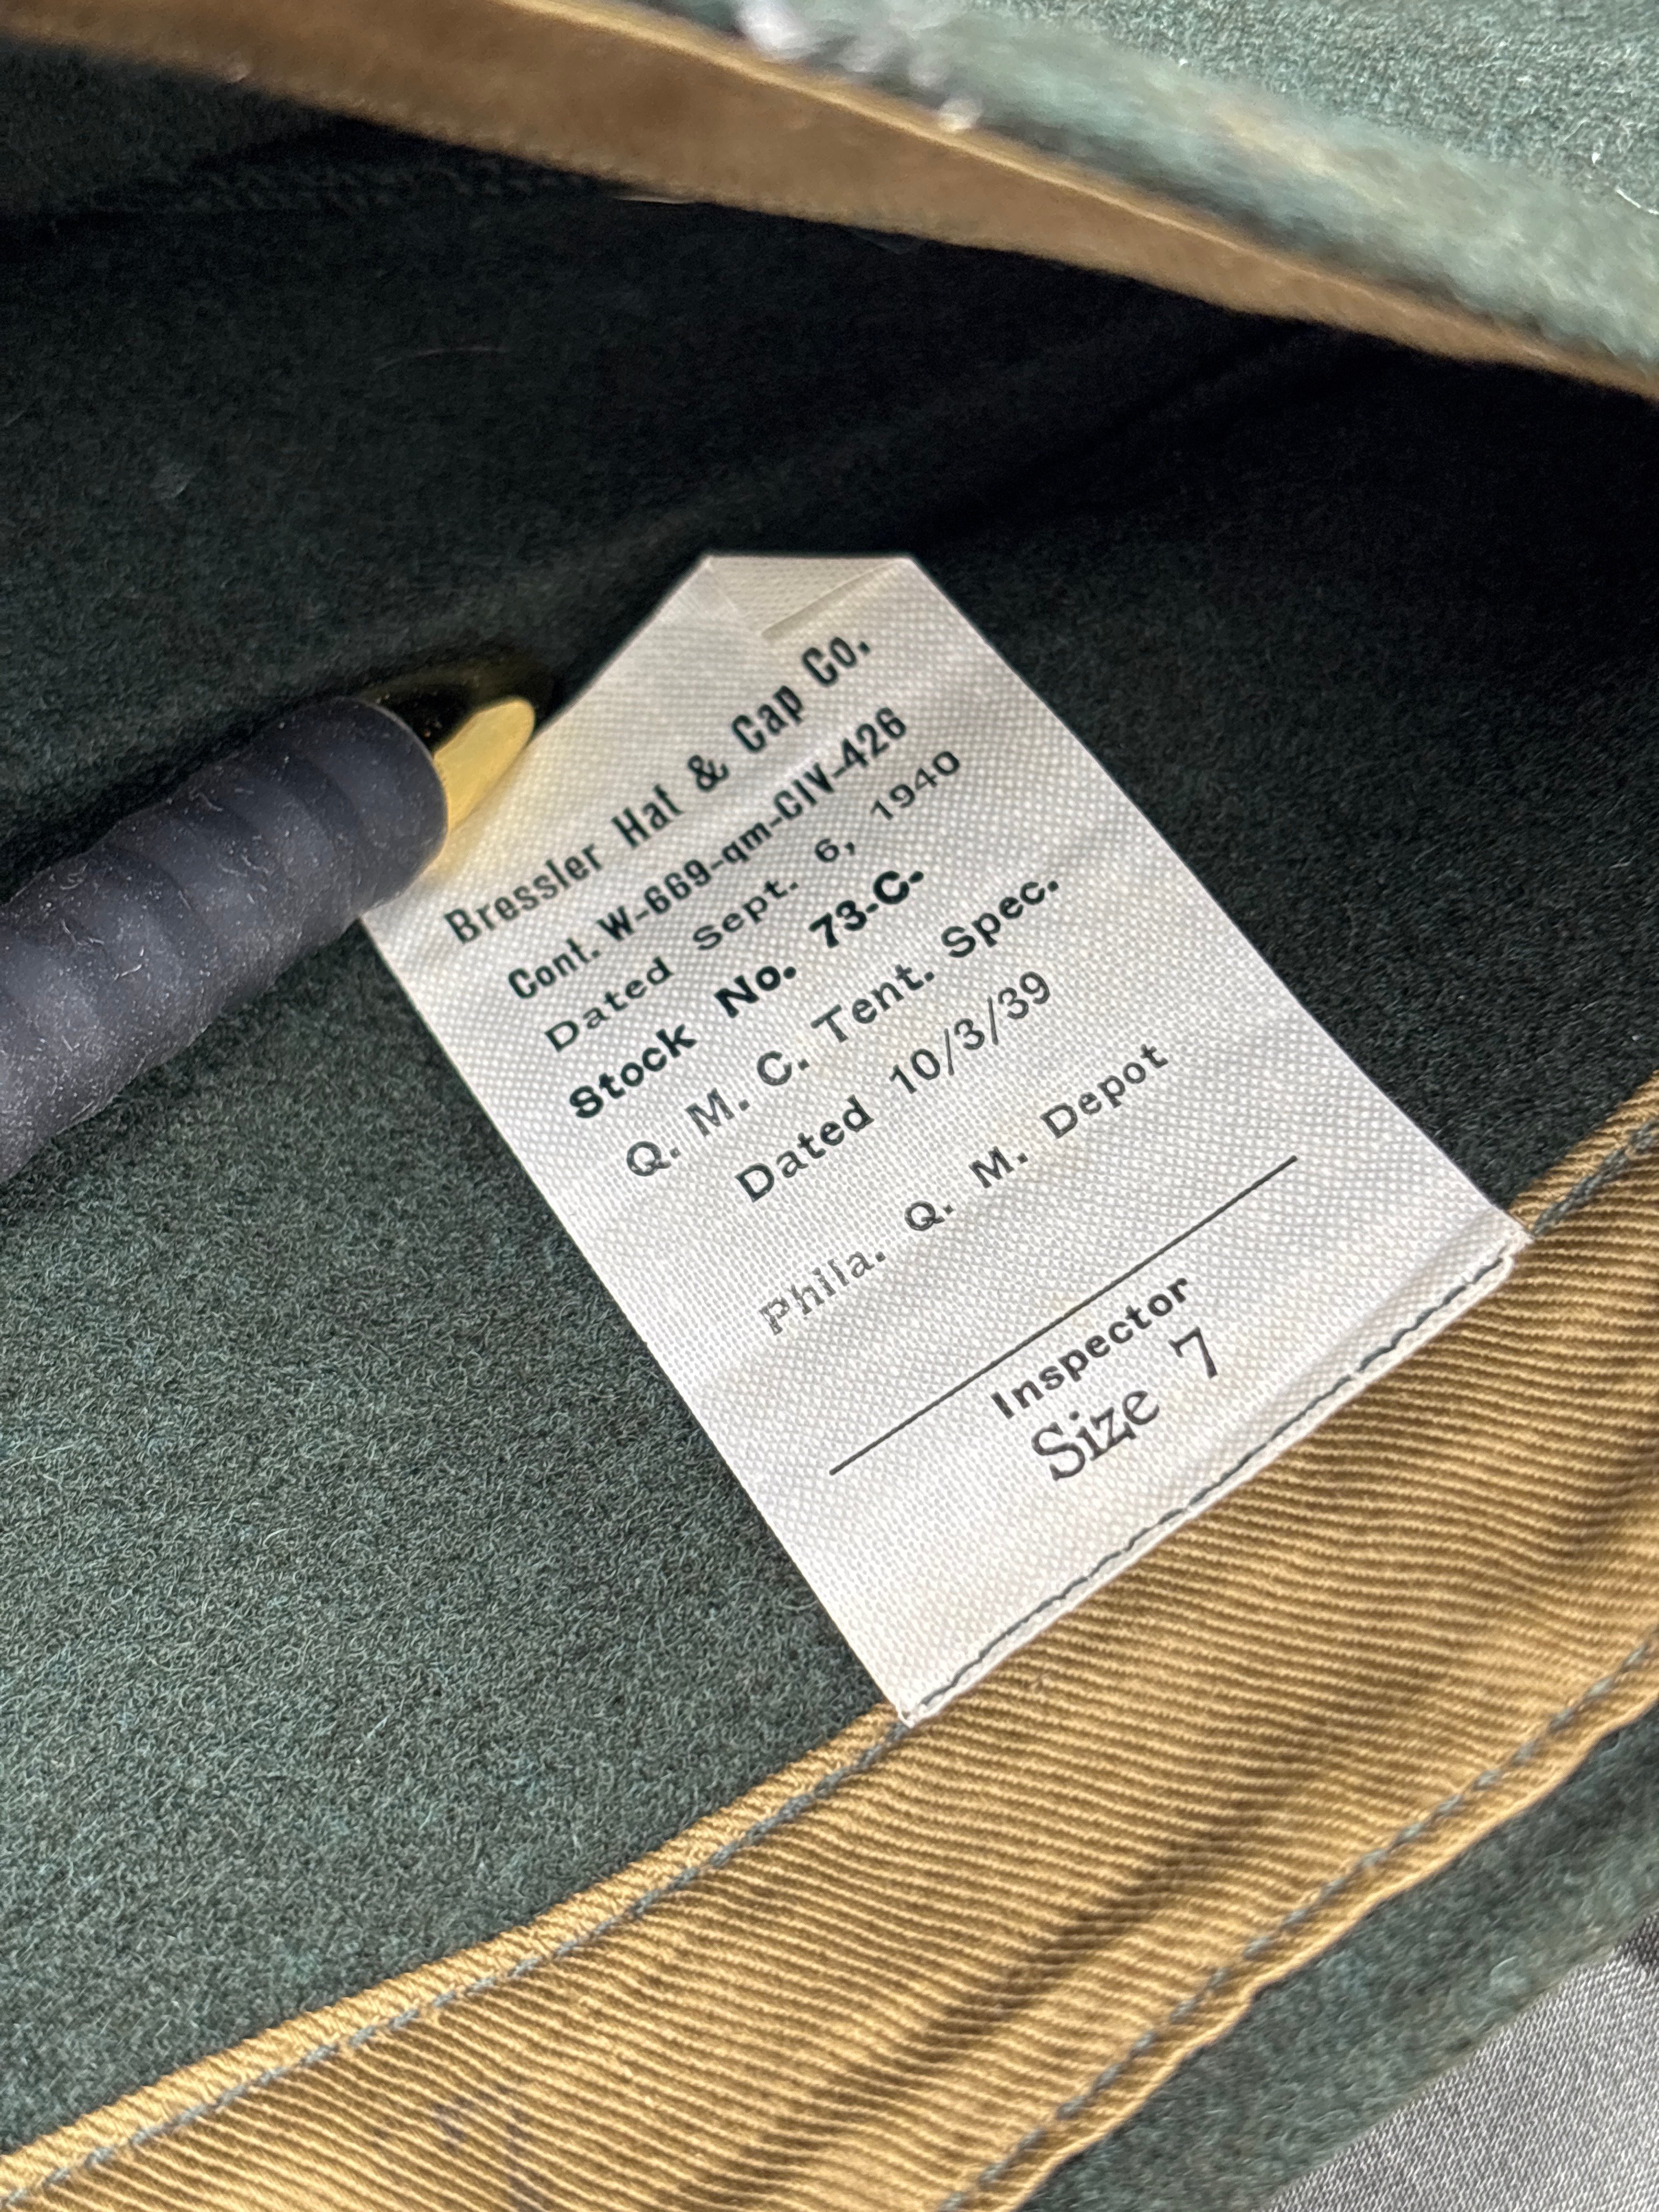 Bressler Hat & Cap Co.
Cont. W-669-qm-CIV-426
Dated Sept. 6, 1940
Stock No. 73-C-
Q. M. C. Tent. Spec.
Dated 10/3/39
Phila. Q. M. Depot
Inspector
Size 7